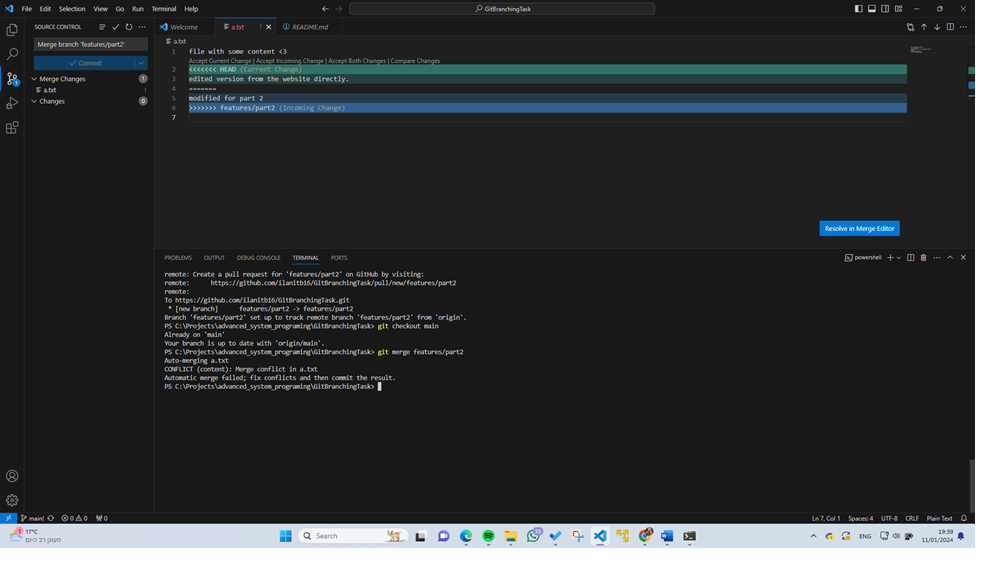 File Edit Selection View Go Run Terminal Help
GitBranchingTask
SOURCE CONTROL
Merge branch 'features/part2'
Commit
Merge Changes 1
a.txt !
Changes 0
1
Welcome
a.txt !
README.md
a.txt
1 file with some content <3
Accept Current Change | Accept Incoming Change | Accept Both Changes | Compare Changes
2 <<<<<<< HEAD (Current Change)
3 edited version from the website directly.
4 =======
5 modified for part 2
6 >>>>>>> features/part2 (Incoming Change)
7
Resolve in Merge Editor
PROBLEMS OUTPUT DEBUG CONSOLE TERMINAL PORTS
powershell
remote: Create a pull request for 'features/part2' on GitHub by visiting:
remote: https://github.com/ilanitb16/GitBranchingTask/pull/new/features/part2
remote:
To https://github.com/ilanitb16/GitBranchingTask.git
* [new branch] features/part2 -> features/part2
Branch 'features/part2' set up to track remote branch 'features/part2' from 'origin'.
PS C:\Projects\advanced_system_programing\GitBranchingTask> git checkout main
Already on 'main'
Your branch is up to date with 'origin/main'.
PS C:\Projects\advanced_system_programing\GitBranchingTask> git merge features/part2
Auto-merging a.txt
CONFLICT (content): Merge conflict in a.txt
Automatic merge failed; fix conflicts and then commit the result.
PS C:\Projects\advanced_system_programing\GitBranchingTask>
main! 0 0 0
Ln 7, Col 1 Spaces: 4 UTF-8 CRLF Plain Text
17°C
מעונן רב היום
Search
ENG
19:39
11/01/2024